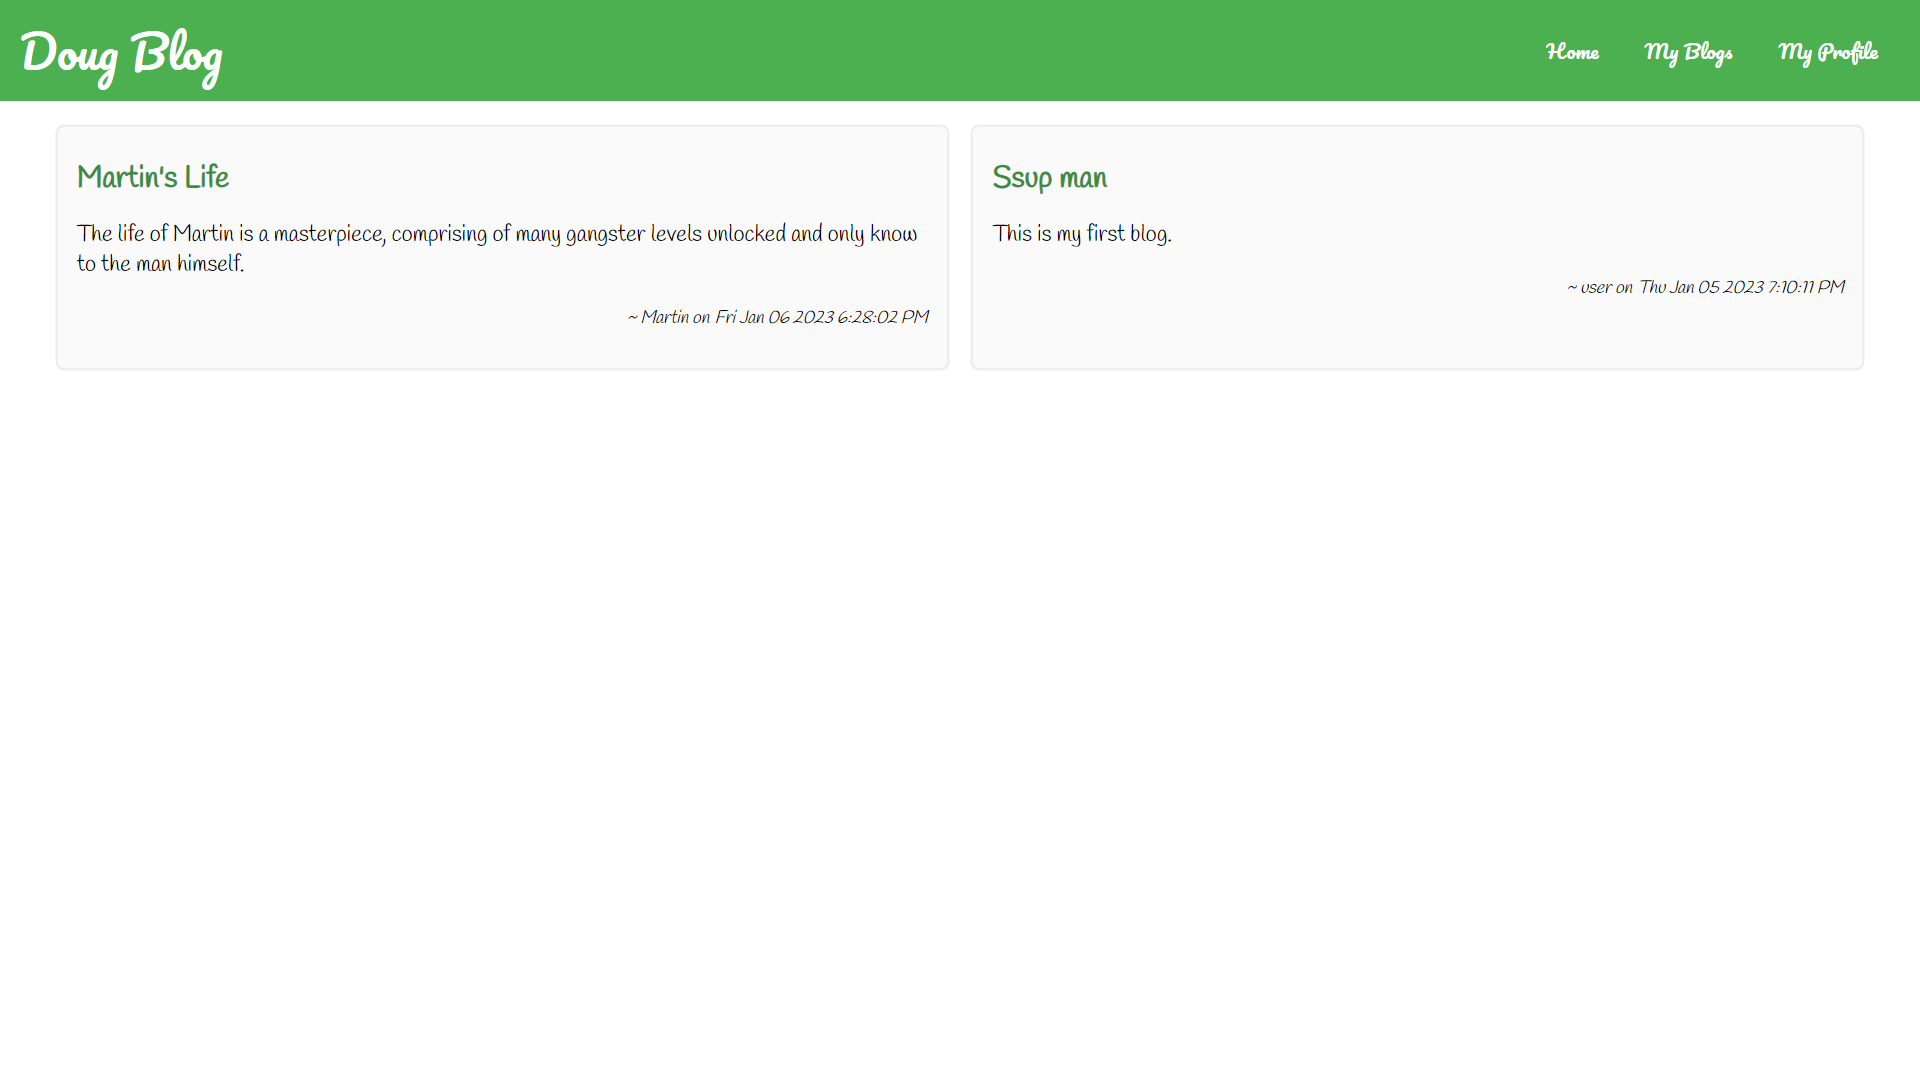 Doug Blog
Home
My Blogs
My Profile
Martin's Life
The life of Martin is a masterpiece, comprising of many gangster levels unlocked and only know
to the man himself.
~ Martin on Fri Jan 06 2023 6:28:02 PM
Ssup man
This is my first blog.
~ user on Thu Jan 05 2023 7:10:11 PM